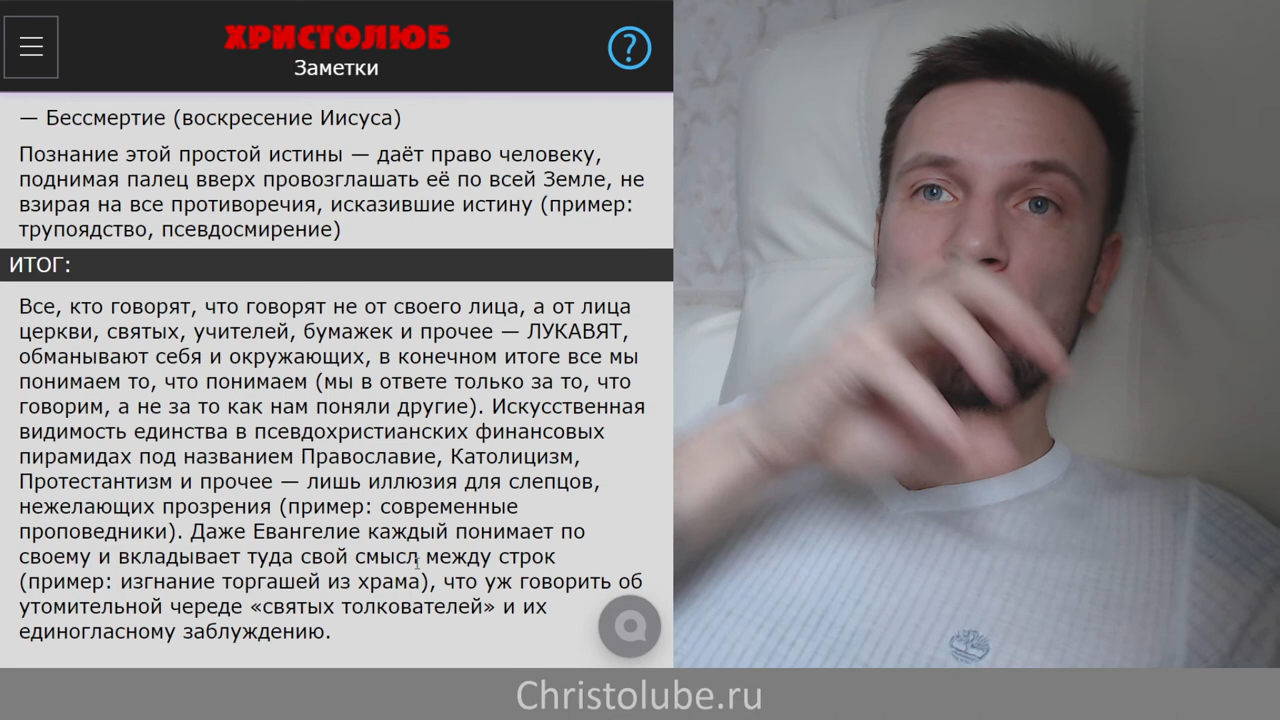 ХРИСТОЛЮБ
Заметки
— Бессмертие (воскресение Иисуса)
Познание этой простой истины — даёт право человеку,
поднимая палец вверх провозглашать её по всей Земле, не
взирая на все противоречия, исказившие истину (пример:
трупоядство, псевдосмирение)
ИТОГ:
Все, кто говорят, что говорят не от своего лица, а от лица
церкви, святых, учителей, бумажек и прочее — ЛУКАВЯТ,
обманывают себя и окружающих, в конечном итоге все мы
понимаем то, что понимаем (мы в ответе только за то, что
говорим, а не за то как нам поняли другие). Искусственная
видимость единства в псевдохристианских финансовых
пирамидах под названием Православие, Католицизм,
Протестантизм и прочее — лишь иллюзия для слепцов,
нежелающих прозрения (пример: современные
проповедники). Даже Евангелие каждый понимает по
своему и вкладывает туда свой смысл между строк
(пример: изгнание торгашей из храма), что уж говорить об
утомительной череде «святых толкователей» и их
единогласному заблуждению.
Christolube.ru